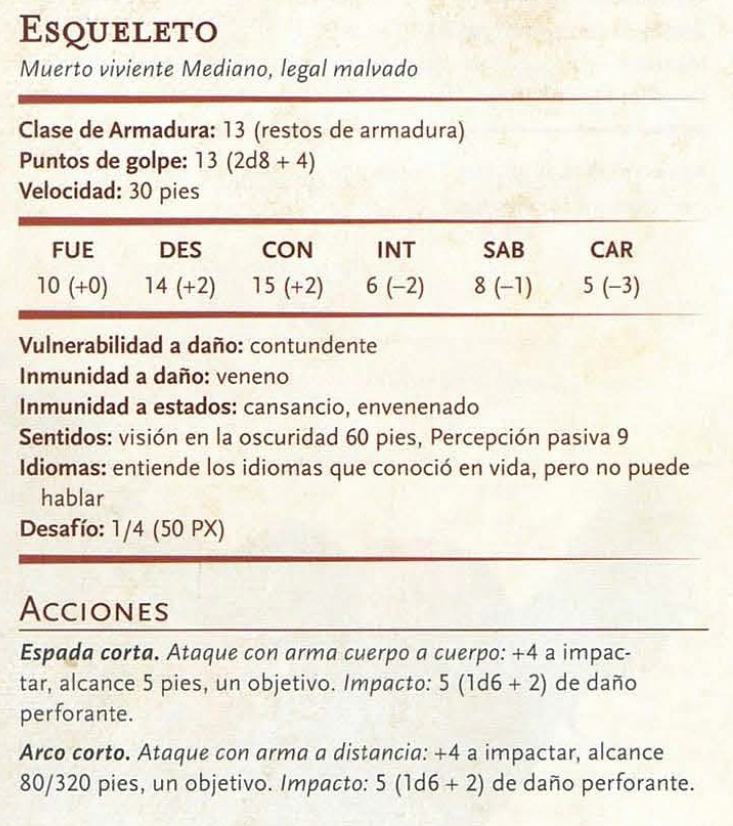 ESQUELETO
Muerto viviente Mediano, legal malvado
Clase de Armadura: 13 (restos de armadura)
Puntos de golpe: 13 (2d8 + 4)
Velocidad: 30 pies
FUE DES CON INT SAB CAR
10 (+0) 14 (+2) 15 (+2) 6 (–2) 8 (–1) 5 (–3)
Vulnerabilidad a daño: contundente
Inmunidad a daño: veneno
Inmunidad a estados: cansancio, envenenado
Sentidos: visión en la oscuridad 60 pies, Percepción pasiva 9
Idiomas: entiende los idiomas que conoció en vida, pero no puede
hablar
Desafío: 1/4 (50 PX)
ACCIONES
Espada corta. Ataque con arma cuerpo a cuerpo: +4 a impac-
tar, alcance 5 pies, un objetivo. Impacto: 5 (1d6 + 2) de daño
perforante.
Arco corto. Ataque con arma a distancia: +4 a impactar, alcance
80/320 pies, un objetivo. Impacto: 5 (1d6 + 2) de daño perforante.